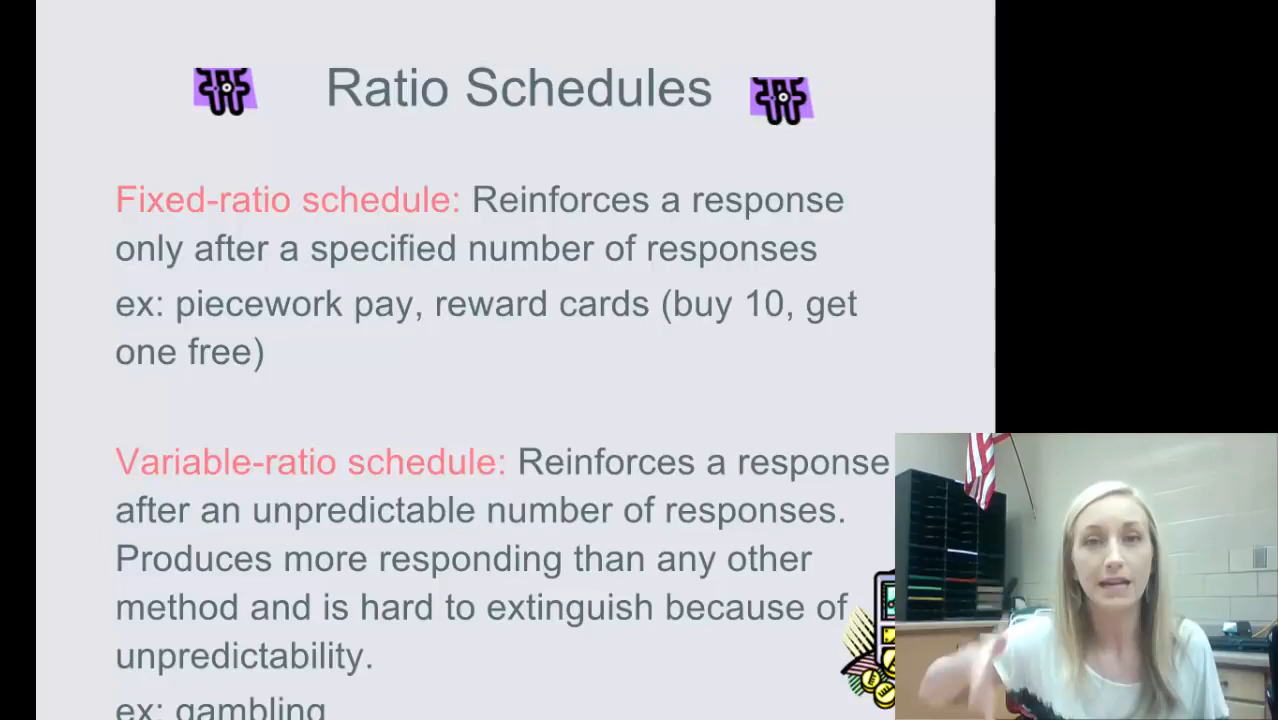 Ratio Schedules
Fixed-ratio schedule: Reinforces a response
only after a specified number of responses
ex: piecework pay, reward cards (buy 10, get
one free)
Variable-ratio schedule: Reinforces a response
after an unpredictable number of responses.
Produces more responding than any other
method and is hard to extinguish because of
unpredictability.
ex: gambling